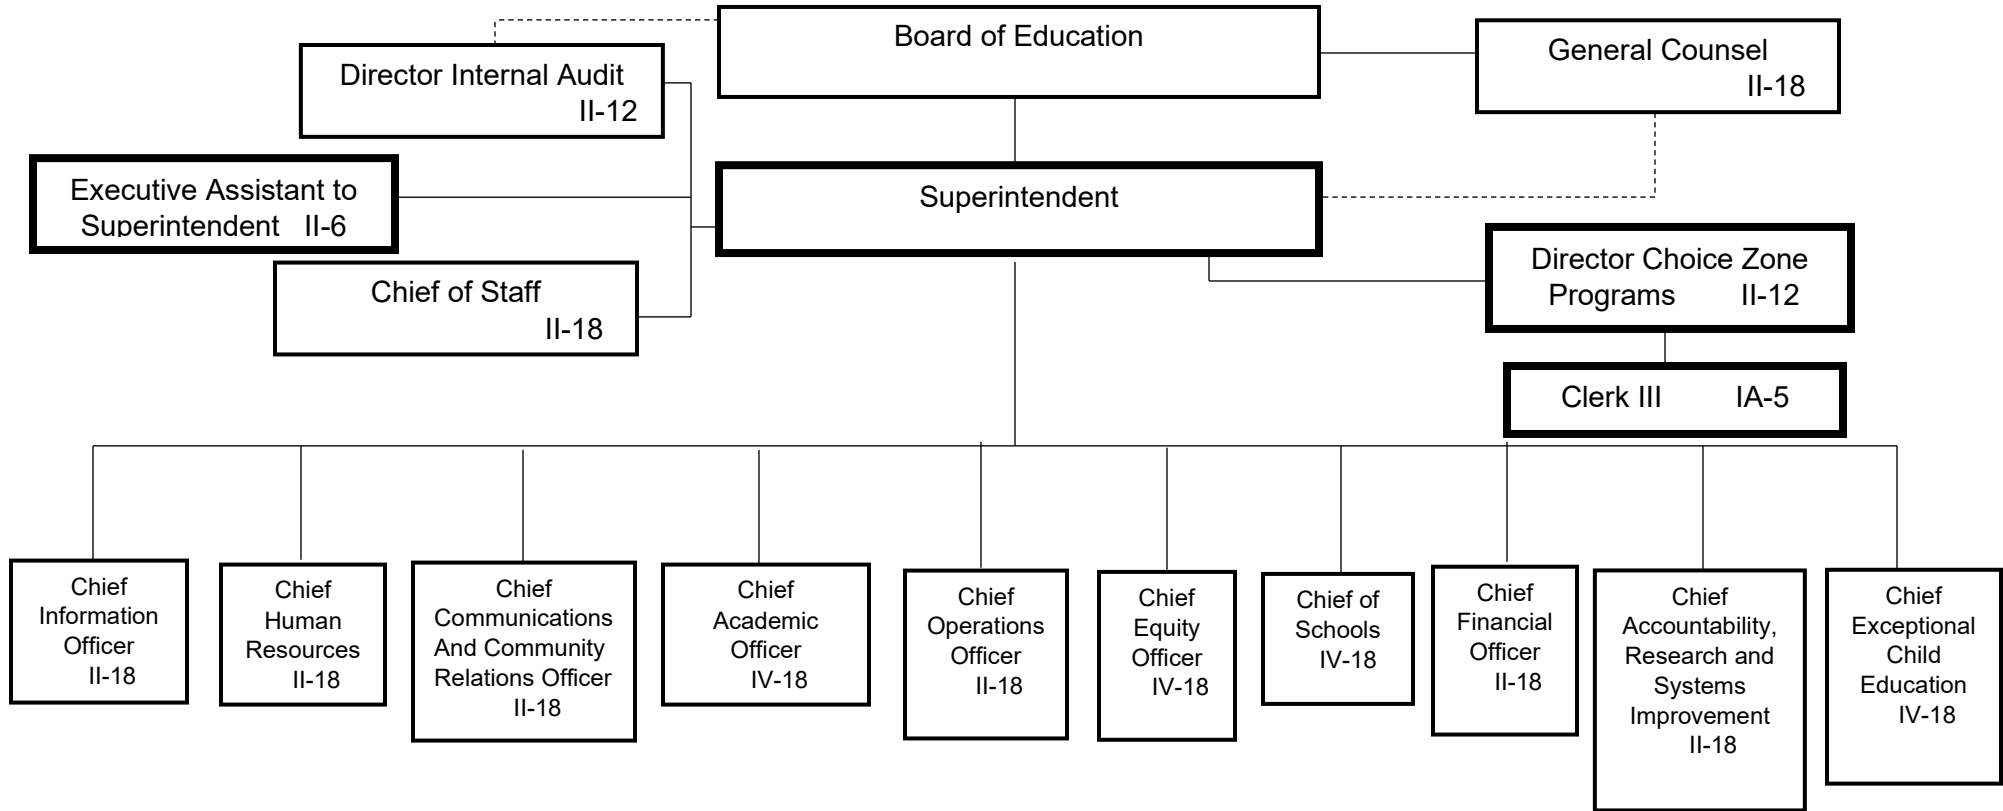 Board of Education
General Counsel
II-18
Director Internal Audit
II-12
Executive Assistant to
Superintendent II-6
Superintendent
Director Choice Zone
Programs II-12
Chief of Staff
II-18
Clerk III IA-5
Chief
Information
Officer
II-18
Chief
Human
Resources
II-18
Chief
Communications
And Community
Relations Officer
II-18
Chief
Academic
Officer
IV-18
Chief
Operations
Officer
II-18
Chief
Equity
Officer
IV-18
Chief of
Schools
IV-18
Chief
Financial
Officer
II-18
Chief
Accountability,
Research and
Systems
Improvement
II-18
Chief
Exceptional
Child
Education
IV-18